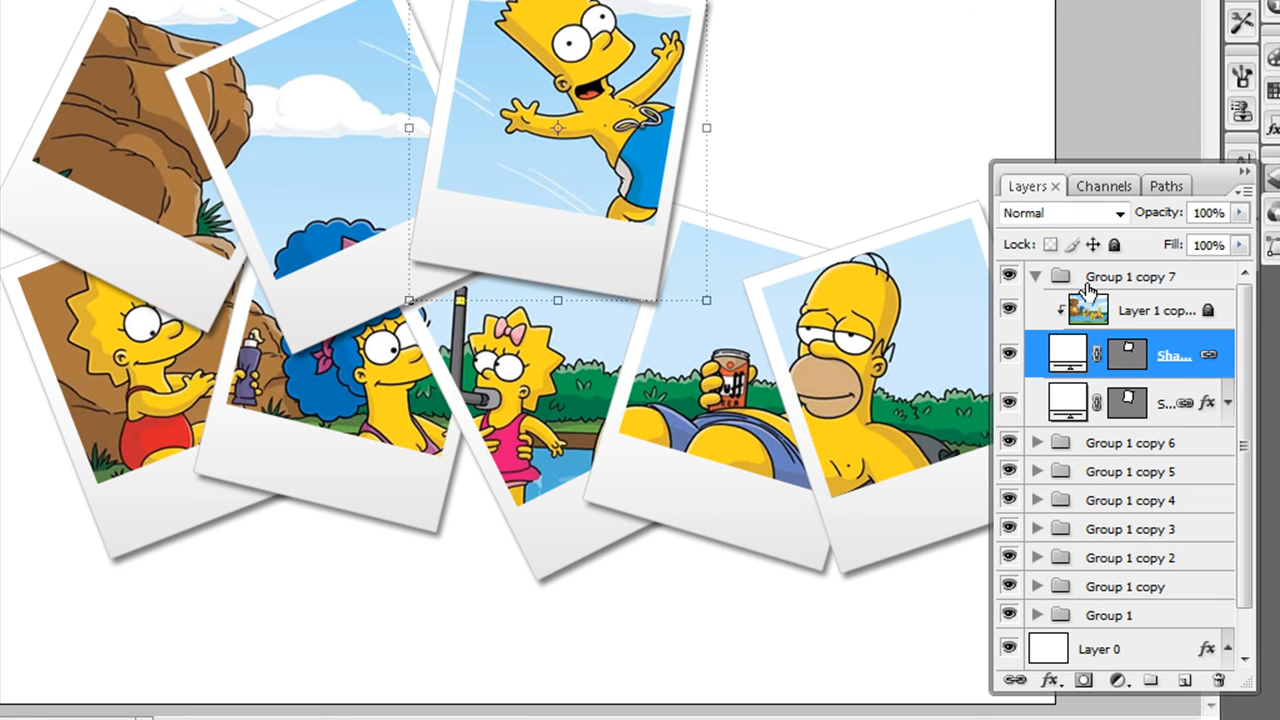 Layers × Channels Paths
Normal Opacity: 100%
Lock: Fill: 100%
Group 1 copy 7
Layer 1 cop...
Sha...
s...
Group 1 copy 6
Group 1 copy 5
Group 1 copy 4
Group 1 copy 3
Group 1 copy 2
Group 1 copy
Group 1
Layer 0 fx
Duff